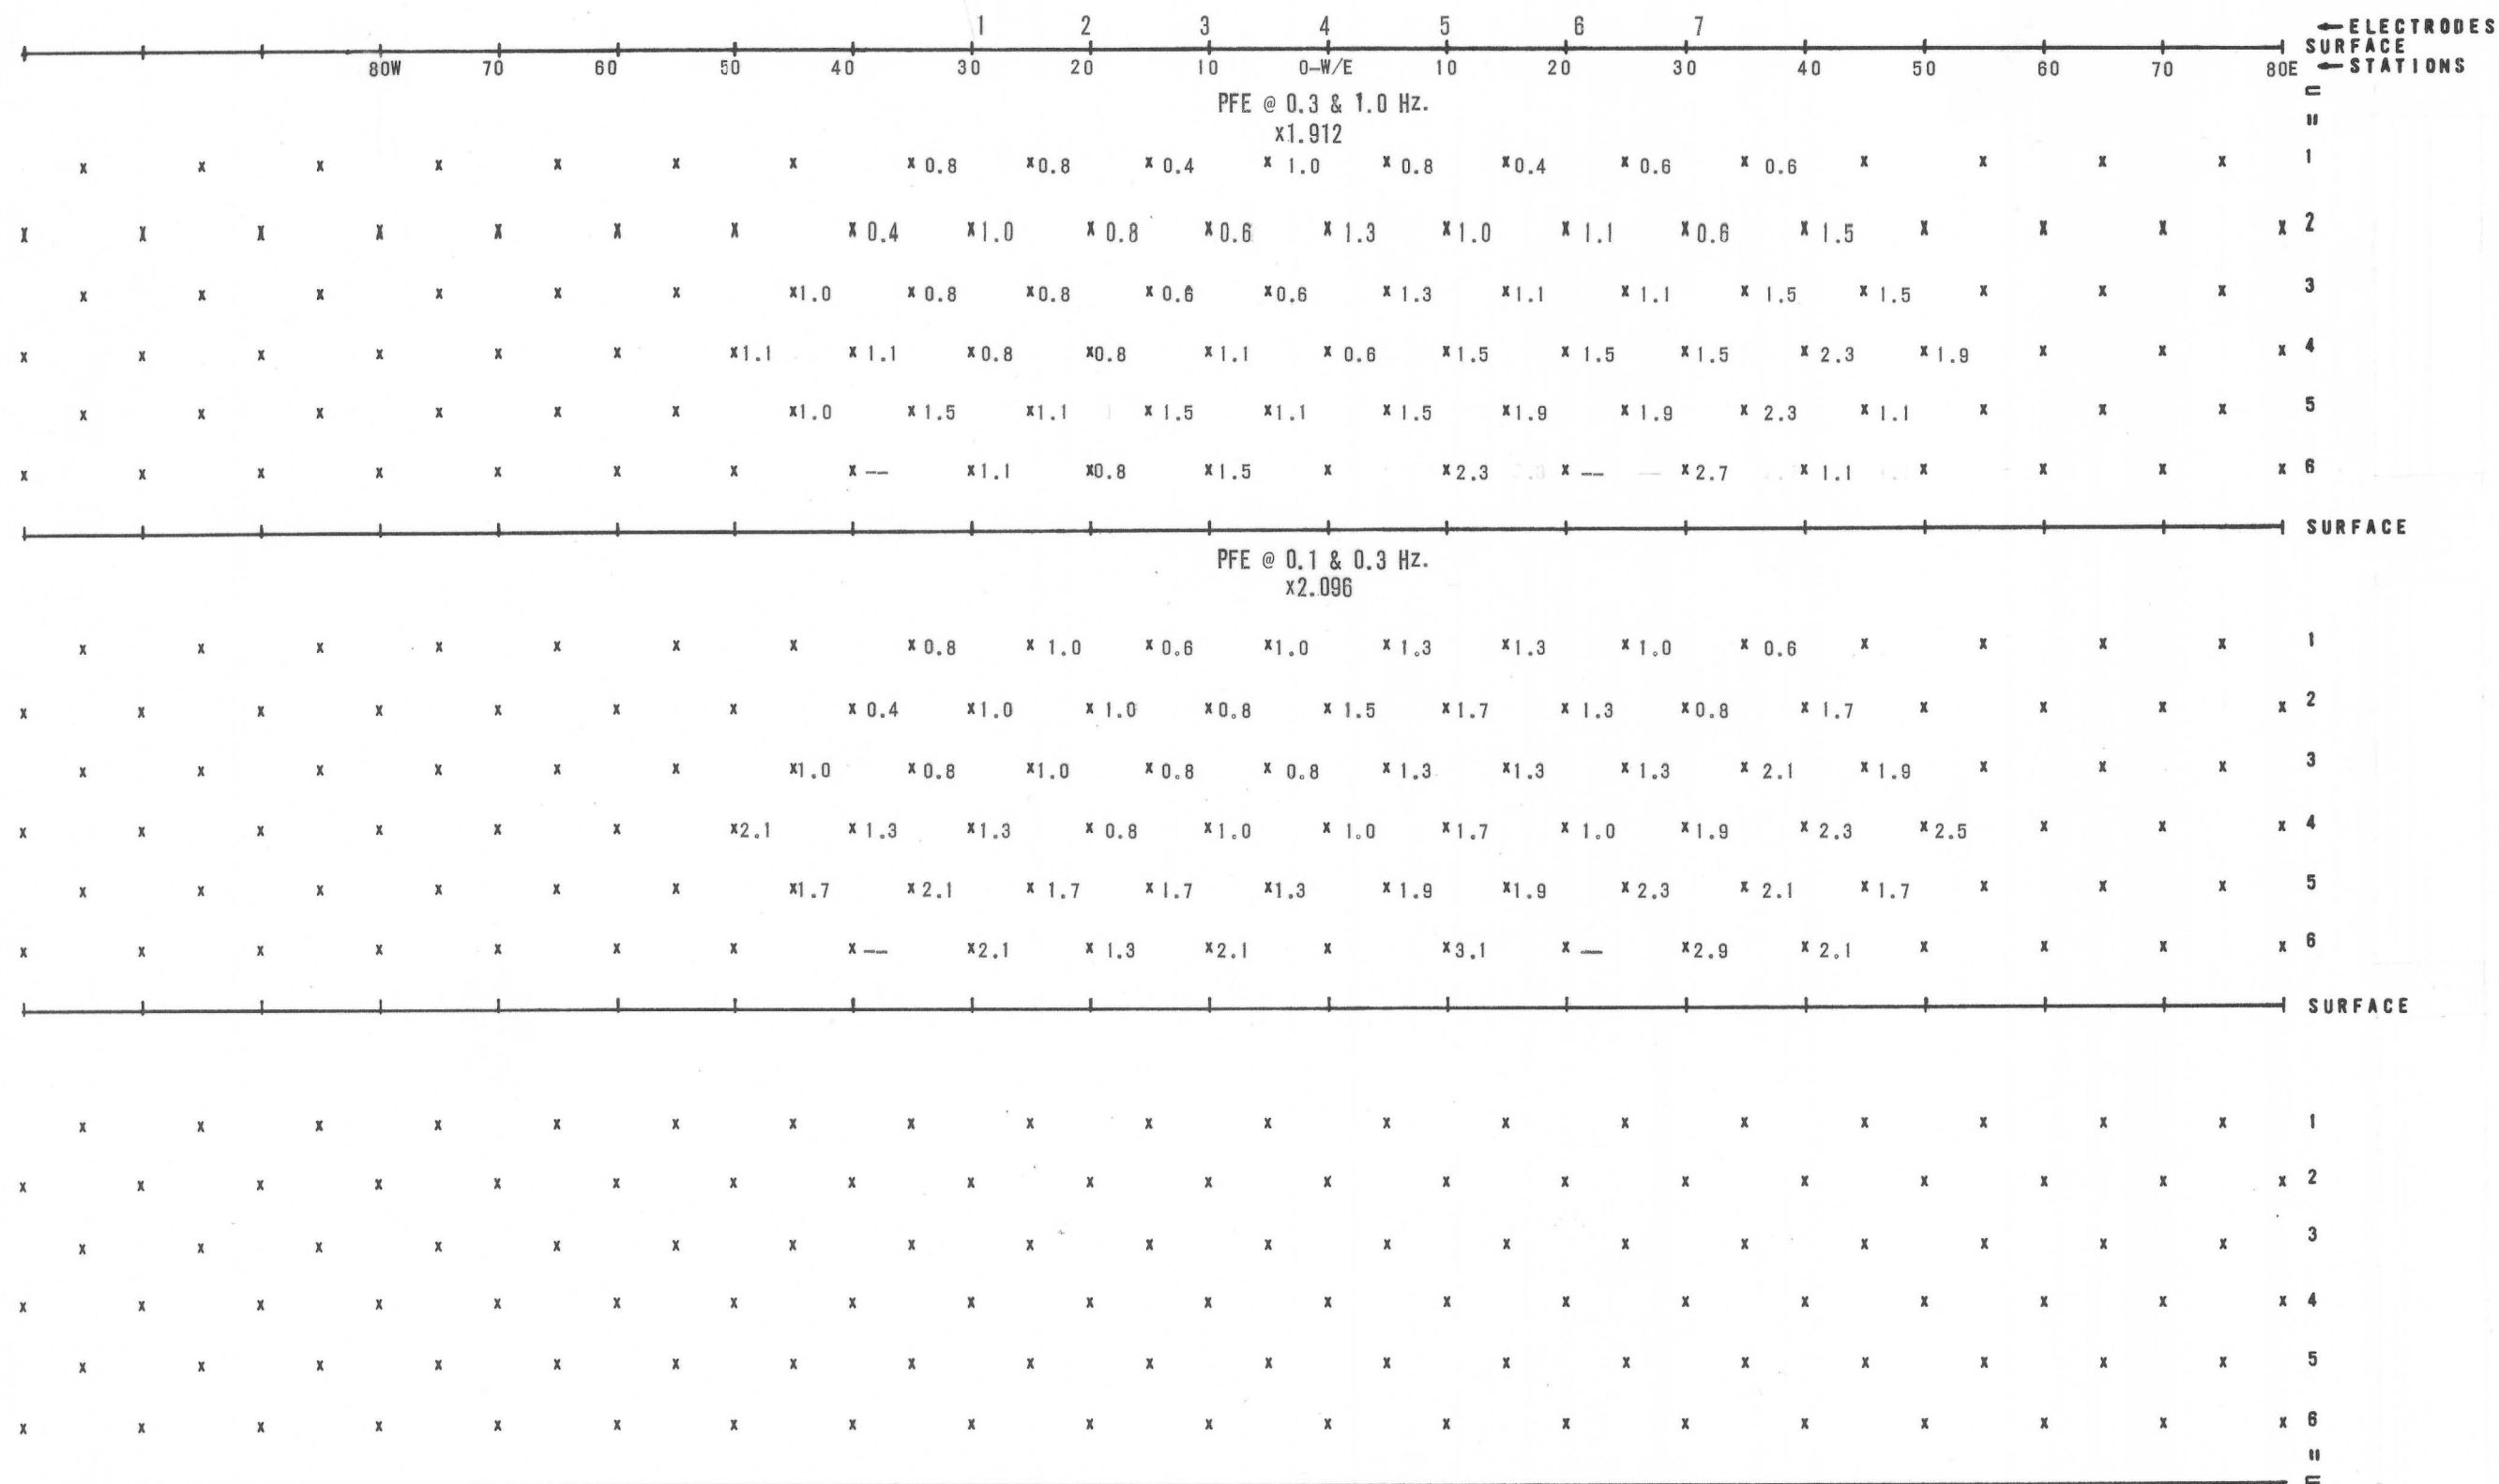 1 2 3 4 5 6 7 ←ELECTRODES
SURFACE
80W 70 60 50 40 30 20 10 0-W/E 10 20 30 40 50 60 70 80E ←STATIONS
n
=
PFE @ 0.3 & 1.0 Hz.
x1.912
x x x x x x x x 0.8 x 0.8 x 0.4 x 1.0 x 0.8 x 0.4 x 0.6 x 0.6 x x x x 1
x x x x x x x x 0.4 x 1.0 x 0.8 x 0.6 x 1.3 x 1.0 x 1.1 x 0.6 x 1.5 x x x x 2
x x x x x x x 1.0 x 0.8 x 0.8 x 0.6 x 0.6 x 1.3 x 1.1 x 1.1 x 1.5 x 1.5 x x x 3
x x x x x x x 1.1 x 1.1 x 0.8 x 0.8 x 1.1 x 0.6 x 1.5 x 1.5 x 1.5 x 2.3 x 1.9 x x x 4
x x x x x x x 1.0 x 1.5 x 1.1 x 1.5 x 1.1 x 1.5 x 1.9 x 1.9 x 2.3 x 1.1 x x x 5
x x x x x x x x -- x 1.1 x 0.8 x 1.5 x x 2.3 x -- x 2.7 x 1.1 x x x x 6
SURFACE
PFE @ 0.1 & 0.3 Hz.
x2.096
x x x x x x x x 0.8 x 1.0 x 0.6 x 1.0 x 1.3 x 1.3 x 1.0 x 0.6 x x x x 1
x x x x x x x x 0.4 x 1.0 x 1.0 x 0.8 x 1.5 x 1.7 x 1.3 x 0.8 x 1.7 x x x x 2
x x x x x x x 1.0 x 0.8 x 1.0 x 0.8 x 0.8 x 1.3 x 1.3 x 1.3 x 2.1 x 1.9 x x x 3
x x x x x x x 2.1 x 1.3 x 1.3 x 0.8 x 1.0 x 1.0 x 1.7 x 1.0 x 1.9 x 2.3 x 2.5 x x x 4
x x x x x x x 1.7 x 2.1 x 1.7 x 1.7 x 1.3 x 1.9 x 1.9 x 2.3 x 2.1 x 1.7 x x x 5
x x x x x x x x -- x 2.1 x 1.3 x 2.1 x x 3.1 x -- x 2.9 x 2.1 x x x x 6
SURFACE
x x x x x x x x x x x x x x x x x x x 1
x x x x x x x x x x x x x x x x x x x x 2
x x x x x x x x x x x x x x x x x x x 3
x x x x x x x x x x x x x x x x x x x x 4
x x x x x x x x x x x x x x x x x x x 5
x x x x x x x x x x x x x x x x x x x x 6
=
n